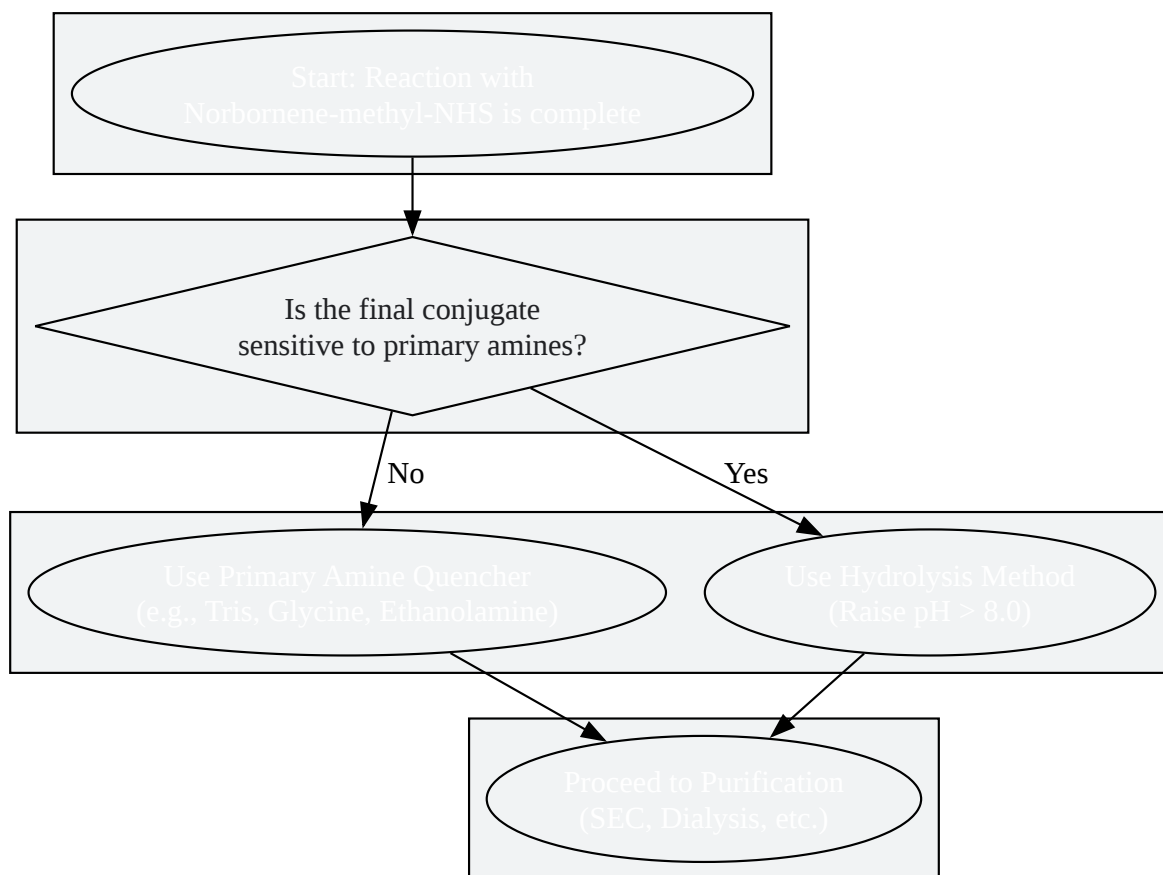 Start: Reaction with
Norbornene-methyl-NHS is complete
Is the final conjugate
sensitive to primary amines?
No
Yes
Use Primary Amine Quencher
(e.g., Tris, Glycine, Ethanolamine)
Use Hydrolysis Method
(Raise pH > 8.0)
Proceed to Purification
(SEC, Dialysis, etc.)